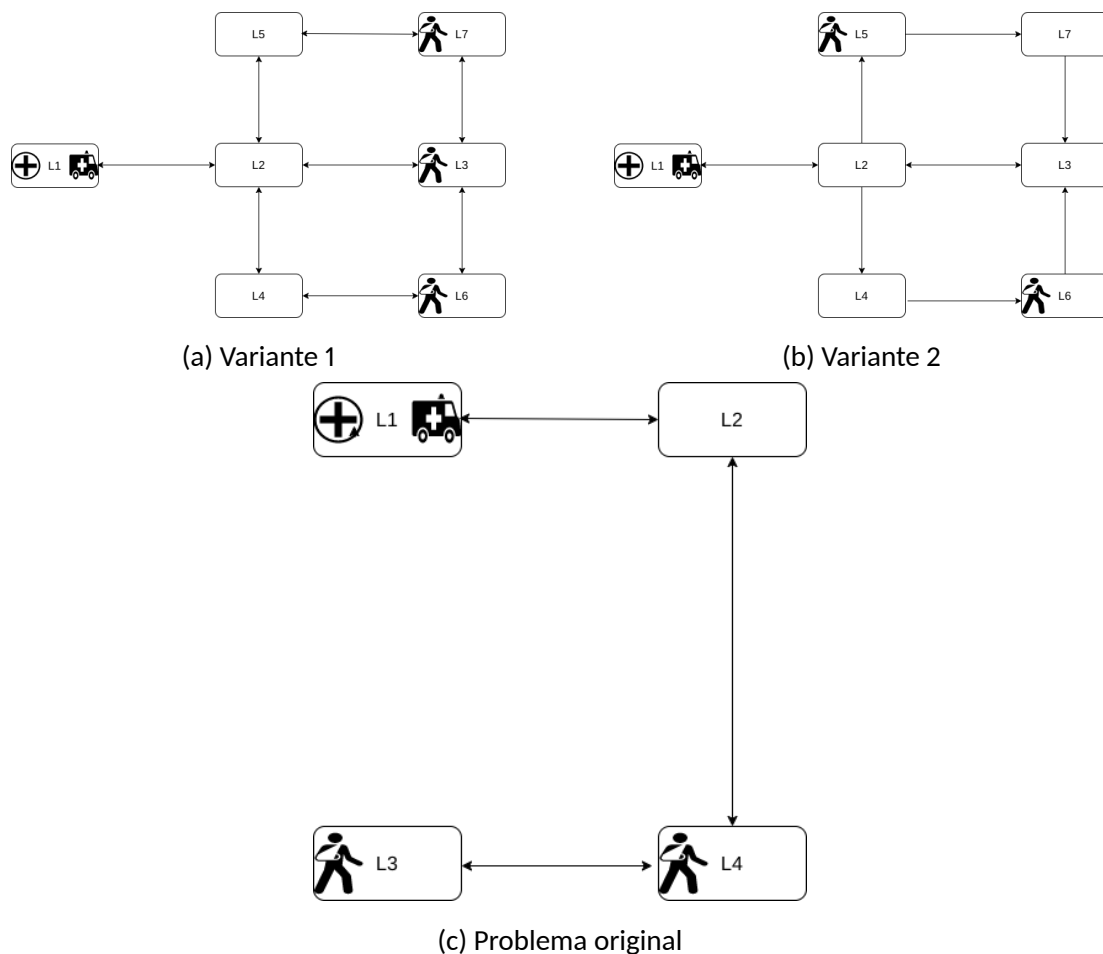 L5 L7
L1 L2 L3
L4 L6
(a) Variante 1
L5 L7
L1 L2 L3
L4 L6
(b) Variante 2
L1 L2
L3 L4
(c) Problema original